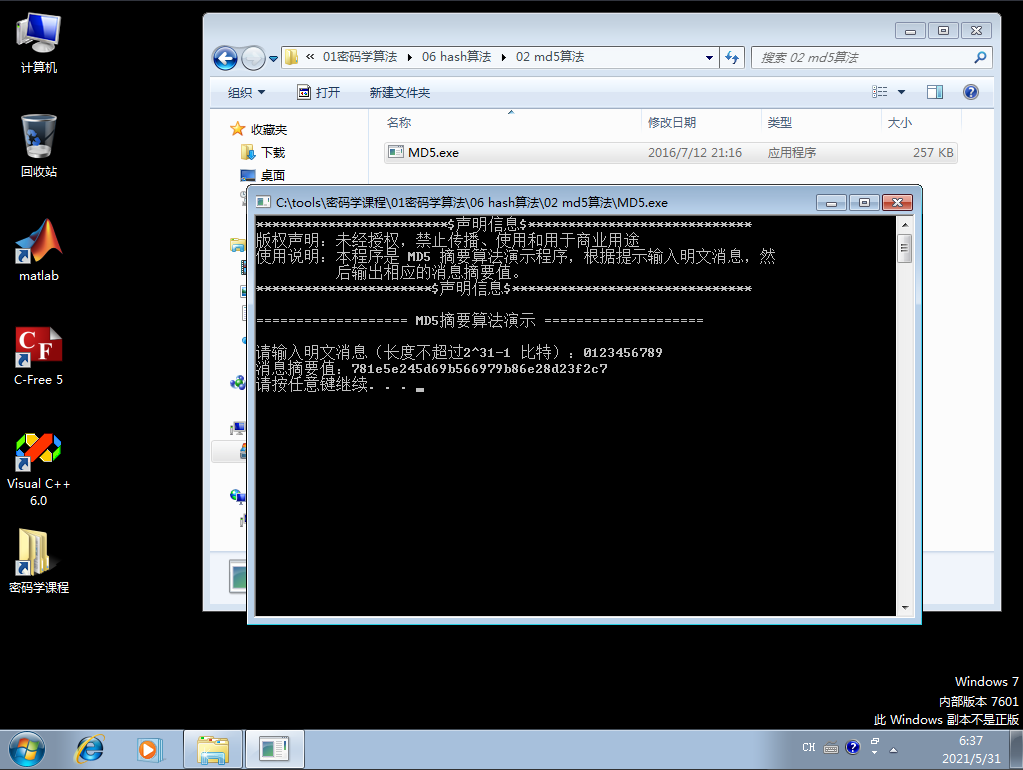 计算机
回收站
matlab
C-Free 5
Visual C++
6.0
密码学课程
« 01密码学算法 ▸ 06 hash算法 ▸ 02 md5算法
搜索 02 md5算法
组织 打开 新建文件夹
收藏夹
下载
桌面
名称 修改日期 类型 大小
MD5.exe 2016/7/12 21:16 应用程序 257 KB
C:\tools\密码学课程\01密码学算法\06 hash算法\02 md5算法\MD5.exe
************************$声明信息$****************************
版权声明：未经授权，禁止传播、使用和用于商业用途
使用说明：本程序是 MD5 摘要算法演示程序，根据提示输入明文消息，然
后输出相应的消息摘要值。
**********************$声明信息$******************************
=================== MD5摘要算法演示 ====================
请输入明文消息（长度不超过2^31-1 比特）：0123456789
消息摘要值：781e5e245d69b566979b86e28d23f2c7
请按任意键继续. . .
Windows 7
内部版本 7601
此 Windows 副本不是正版
CH
6:37
2021/5/31